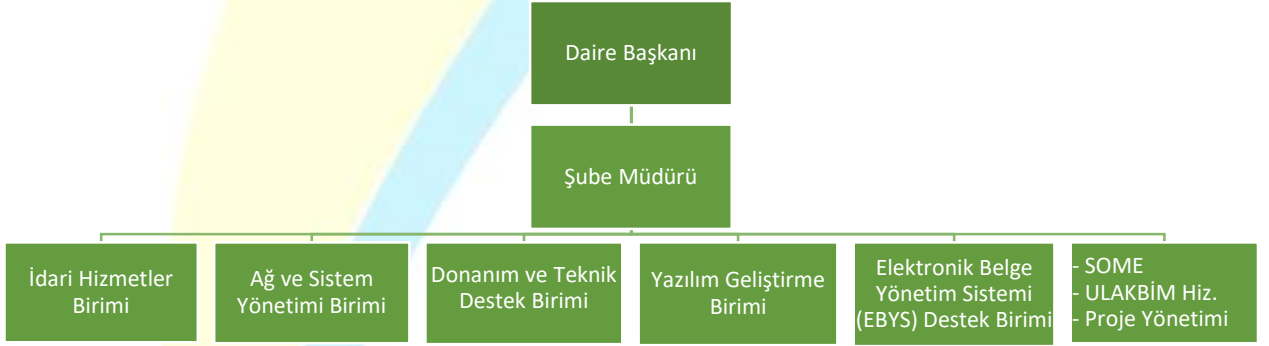 Daire Başkanı
Şube Müdürü
İdari Hizmetler
Birimi
Ağ ve Sistem
Yönetimi Birimi
Donanım ve Teknik
Destek Birimi
Yazılım Geliştirme
Birimi
Elektronik Belge
Yönetim Sistemi
(EBYS) Destek Birimi
- SOME
- ULAKBİM Hiz.
- Proje Yönetimi